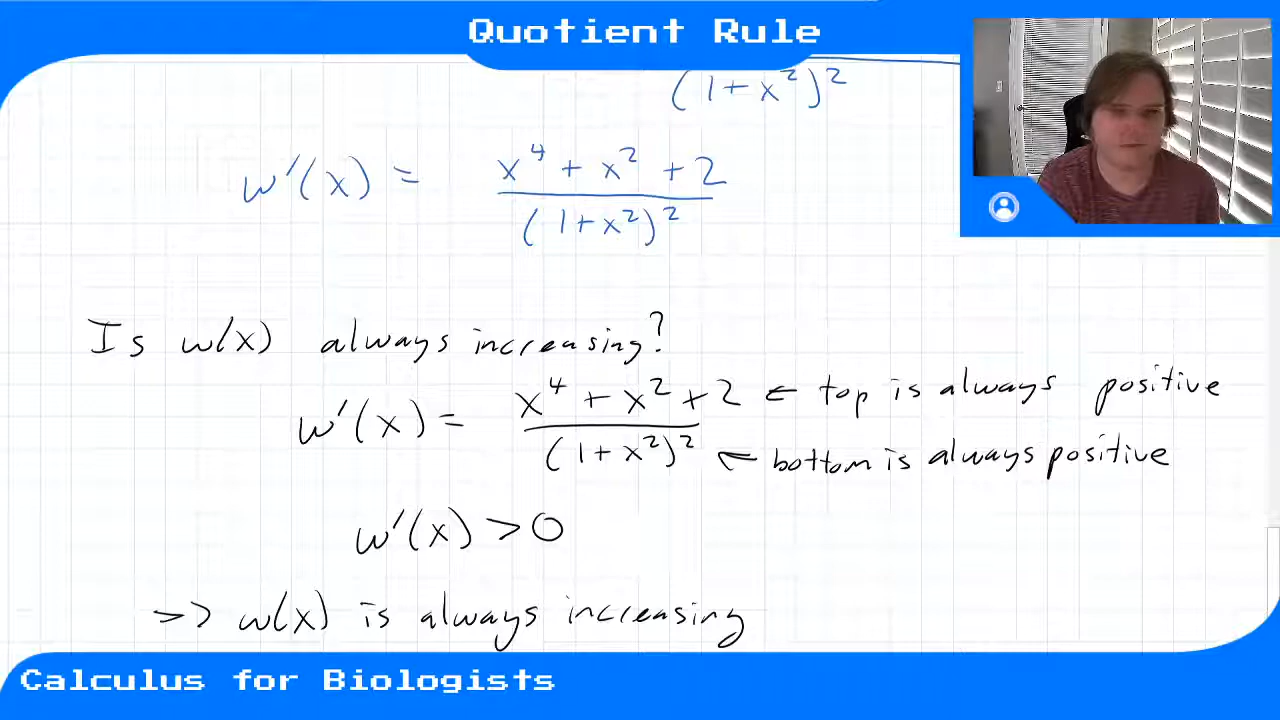 Quotient Rule
(1+x²)²
w'(x) = x⁴ + x² + 2
(1+x²)²
Is w(x) always increasing?
w'(x) = x⁴ + x² + 2 ← top is always positive
(1+x²)² ← bottom is always positive
w'(x) > 0
=> w(x) is always increasing
Calculus for Biologists